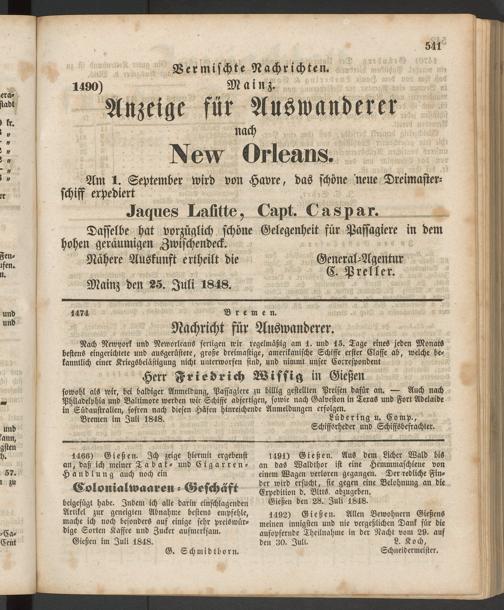 541
Vermischte Nachrichten.
1490) Mainz.
Anzeige für Auswanderer
nach
New Orleans.
Am 1. September wird von Havre, das schöne neue Dreimaster-
schiff expediert
Jaques Lafitte, Capt. Caspar.
Dasselbe hat vorzüglich schöne Gelegenheit für Passagiere in dem
hohen geräumigen Zwischendeck.
Nähere Auskunft ertheilt die General-Agentur
C. Preller.
Mainz den 25. Juli 1848.
1474 Bremen.
Nachricht für Auswanderer.
Nach Newyork und Neworleans fertigen wir regelmäßig am 1. und 15. Tage eines jeden Monats
bestens eingerichtete und ausgerüstete, große dreimastige, amerikanische Schiffe erster Classe ab, welche be-
kanntlich einer Kriegsbelästigung nicht unterworfen sind, und nimmt unser Correspondent
Herr Friedrich Wissig in Gießen
sowohl als wir, bei baldiger Anmeldung, Passagiere zu billig gestellten Preisen dafür an. — Auch nach
Philadelphia und Baltimore werden wir Schiffe abfertigen, sowie nach Galveston in Texas und Port Adelaide
in Südaustralien, sofern nach diesen Häfen hinreichende Anmeldungen erfolgen.
Bremen im Juli 1848. Lüdering u. Comp.,
Schiffsrheder und Schiffsbefrachter.
1466) Gießen. Ich zeige hiermit ergebenst
an, daß ich meiner Tabak- und Cigarren-
Handlung auch noch ein
Colonialwaaren-Geschäft
beigefügt habe. Indem ich alle darin einschlagenden
Artikel zur geneigten Abnahme bestens empfehle,
mache ich noch besonders auf einige sehr preiswür-
dige Sorten Kaffee und Zucker aufmerksam.
Gießen im Juli 1848.
G. Schmidtborn.
1491) Gießen. Aus dem Licher Wald bis
an das Waldthor ist eine Hemmmaschine von
einem Wagen verloren gegangen. Der redliche Fin-
der wird ersucht, sie gegen eine Belohnung an die
Expedition d. Bltts. abzugeben.
Gießen den 28. Juli 1848.
1492) Gießen. Allen Bewohnern Gießens
meinen innigsten und nie vergeßlichen Dank für die
aufopfernde Theilnahme in der Nacht vom 29. auf
den 30. Juli. L. Koch,
Schneidermeister.